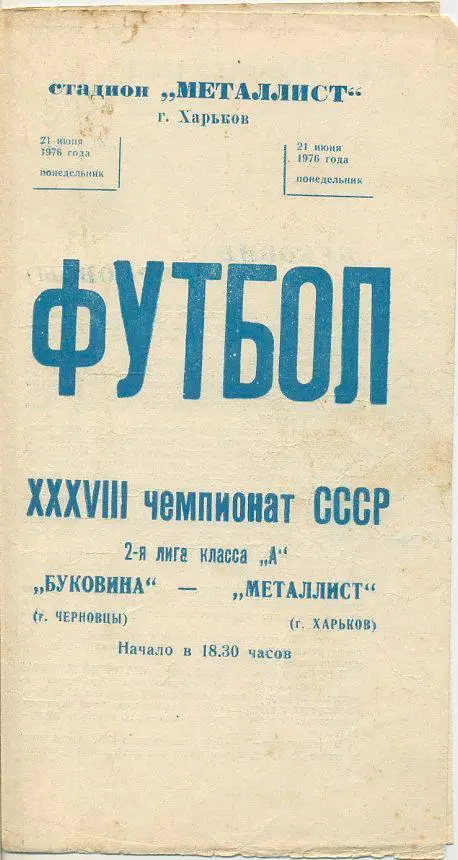 стадион „МЕТАЛЛИСТ“
г. Харьков
21 июня
1976 года
понедельник
21 июня
1976 года
понедельник
ФУТБОЛ
XXXVIII чемпионат СССР
2-я лига класса „А“
„БУКОВИНА“ — „МЕТАЛЛИСТ“
(г. ЧЕРНОВЦЫ) (г. ХАРЬКОВ)
Начало в 18.30 часов